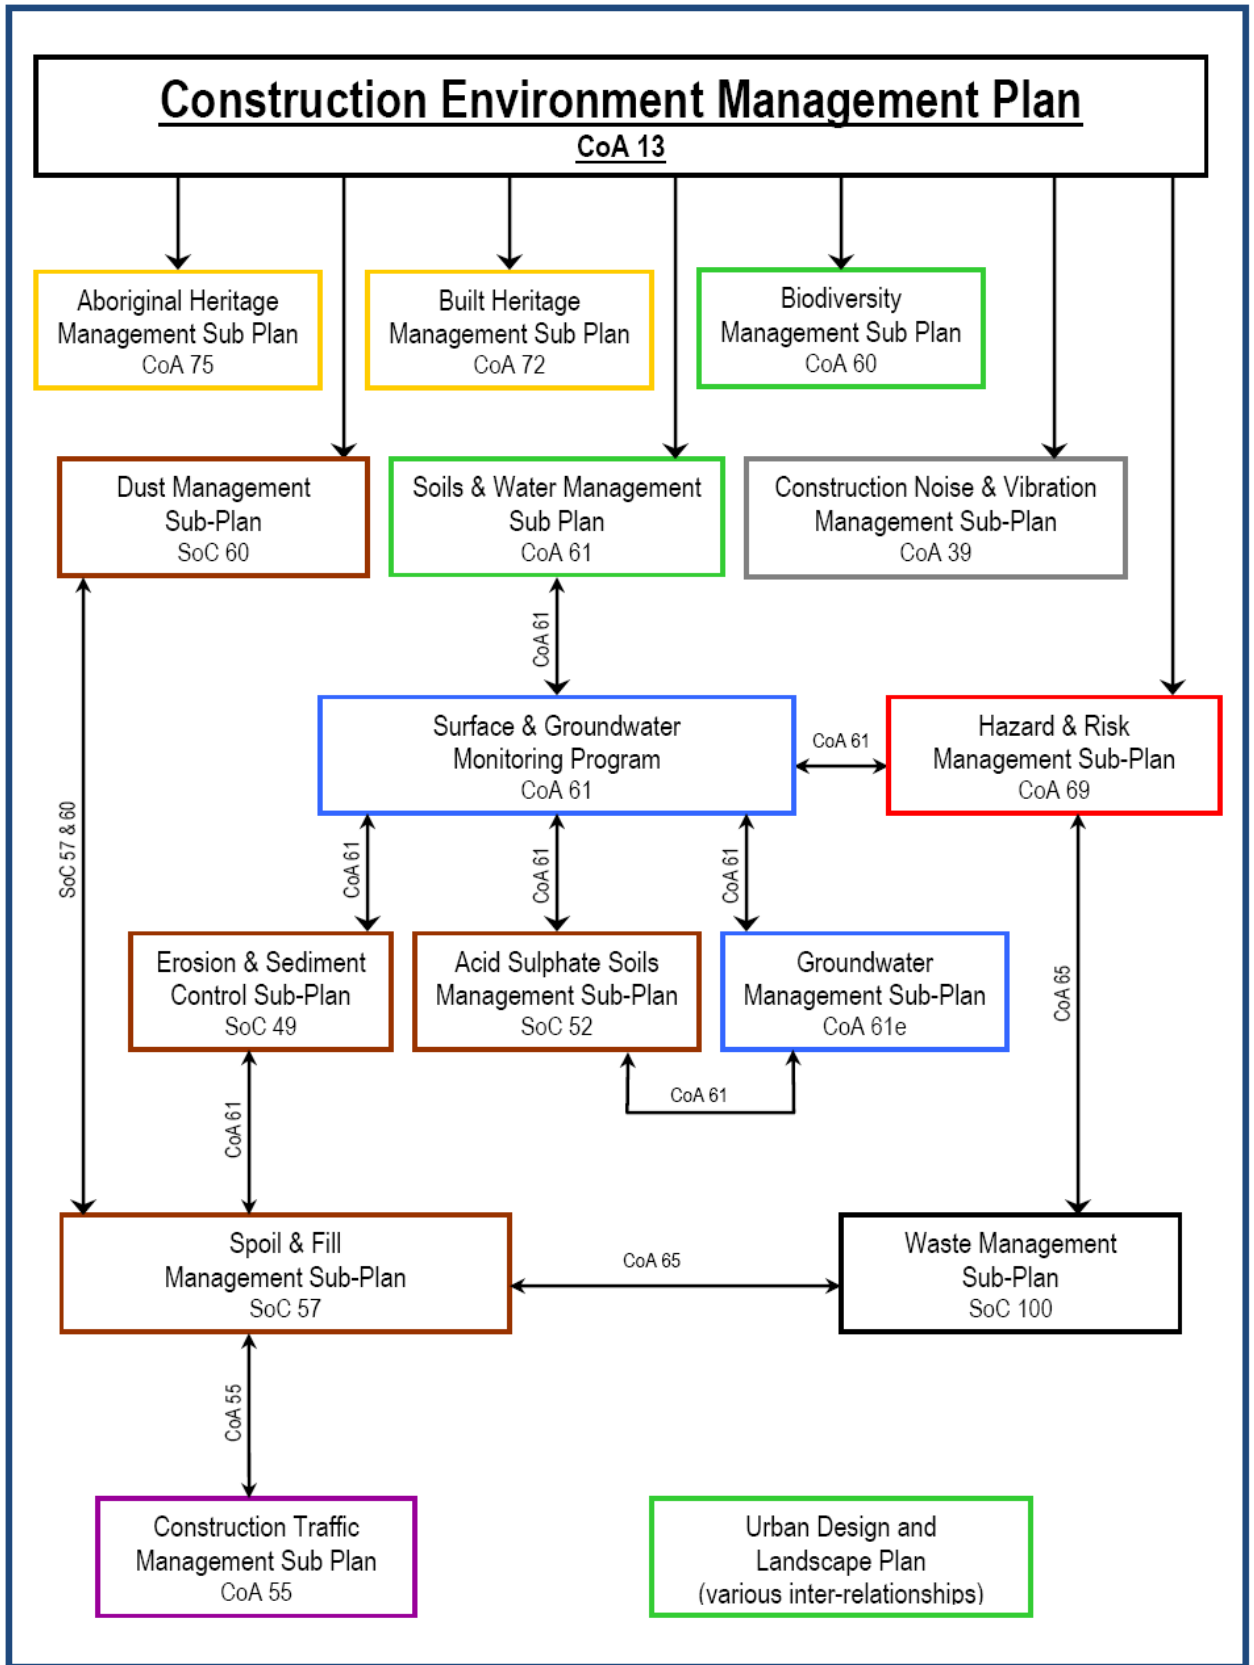 Construction Environment Management Plan
CoA 13
Aboriginal Heritage
Management Sub Plan
CoA 75
Built Heritage
Management Sub Plan
CoA 72
Biodiversity
Management Sub Plan
CoA 60
Dust Management
Sub-Plan
SoC 60
Soils & Water Management
Sub Plan
CoA 61
Construction Noise & Vibration
Management Sub-Plan
CoA 39
CoA 61
Surface & Groundwater
Monitoring Program
CoA 61
CoA 61
Hazard & Risk
Management Sub-Plan
CoA 69
SoC 57 & 60
CoA 61
CoA 61
CoA 61
Erosion & Sediment
Control Sub-Plan
SoC 49
Acid Sulphate Soils
Management Sub-Plan
SoC 52
Groundwater
Management Sub-Plan
CoA 61e
CoA 65
CoA 61
CoA 61
Spoil & Fill
Management Sub-Plan
SoC 57
CoA 65
Waste Management
Sub-Plan
SoC 100
CoA 55
Construction Traffic
Management Sub Plan
CoA 55
Urban Design and
Landscape Plan
(various inter-relationships)